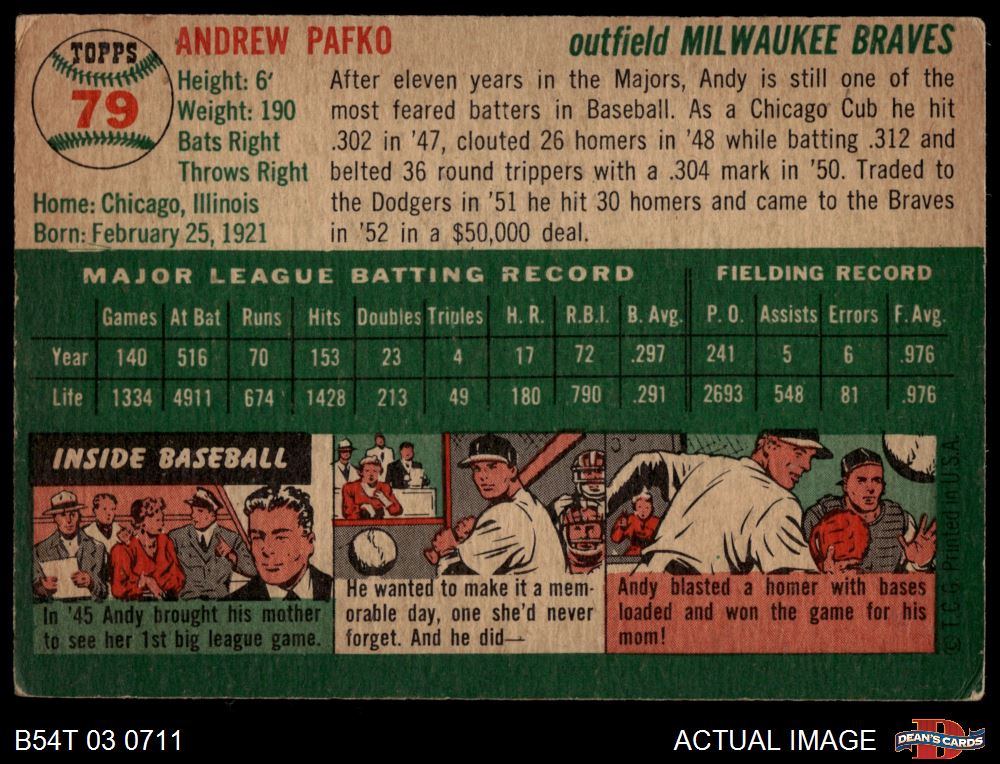 TOPPS
79
ANDREW PAFKO
outfield MILWAUKEE BRAVES
Height: 6'
Weight: 190
Bats Right
Throws Right
Home: Chicago, Illinois
Born: February 25, 1921
After eleven years in the Majors, Andy is still one of the
most feared batters in Baseball. As a Chicago Cub he hit
.302 in '47, clouted 26 homers in '48 while batting .312 and
belted 36 round trippers with a .304 mark in '50. Traded to
the Dodgers in '51 he hit 30 homers and came to the Braves
in '52 in a $50,000 deal.
MAJOR LEAGUE BATTING RECORD FIELDING RECORD
Games At Bat Runs Hits Doubles Triples H. R. R.B.I. B. Avg. P. O. Assists Errors F. Avg.
Year 140 516 70 153 23 4 17 72 .297 241 5 6 .976
Life 1334 4911 674 1428 213 49 180 790 .291 2693 548 81 .976
INSIDE BASEBALL
In '45 Andy brought his mother
to see her 1st big league game.
He wanted to make it a mem-
orable day, one she'd never
forget. And he did—
Andy blasted a homer with bases
loaded and won the game for his
mom!
© T.C.G. Printed in U.S.A.
B54T 03 0711
ACTUAL IMAGE
DEAN'S CARDS